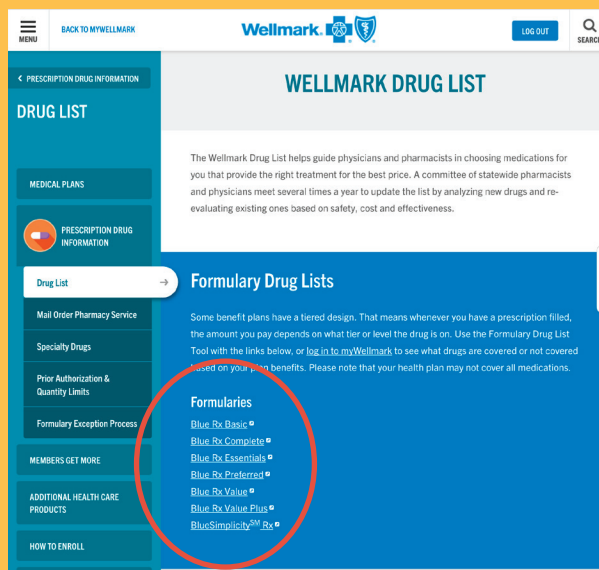 MENU
BACK TO MYWELLMARK
Wellmark.
LOG OUT
SEARCH
PRESCRIPTION DRUG INFORMATION
DRUG LIST
WELLMARK DRUG LIST
The Wellmark Drug List helps guide physicians and pharmacists in choosing medications for
you that provide the right treatment for the best price. A committee of statewide pharmacists
and physicians meet several times a year to update the list by analyzing new drugs and re-
evaluating existing ones based on safety, cost and effectiveness.
MEDICAL PLANS
PRESCRIPTION DRUG
INFORMATION
Drug List
Mail Order Pharmacy Service
Specialty Drugs
Prior Authorization &
Quantity Limits
Formulary Exception Process
MEMBERS GET MORE
ADDITIONAL HEALTH CARE
PRODUCTS
HOW TO ENROLL
Formulary Drug Lists
Some benefit plans have a tiered design. That means whenever you have a prescription filled,
the amount you pay depends on what tier or level the drug is on. Use the Formulary Drug List
Tool with the links below, or log in to myWellmark to see what drugs are covered or not covered
based on your plan benefits. Please note that your health plan may not cover all medications.
Formularies
Blue Rx Basic
Blue Rx Complete
Blue Rx Essentials
Blue Rx Preferred
Blue Rx Value
Blue Rx Value Plus
BlueSimplicity℠ Rx